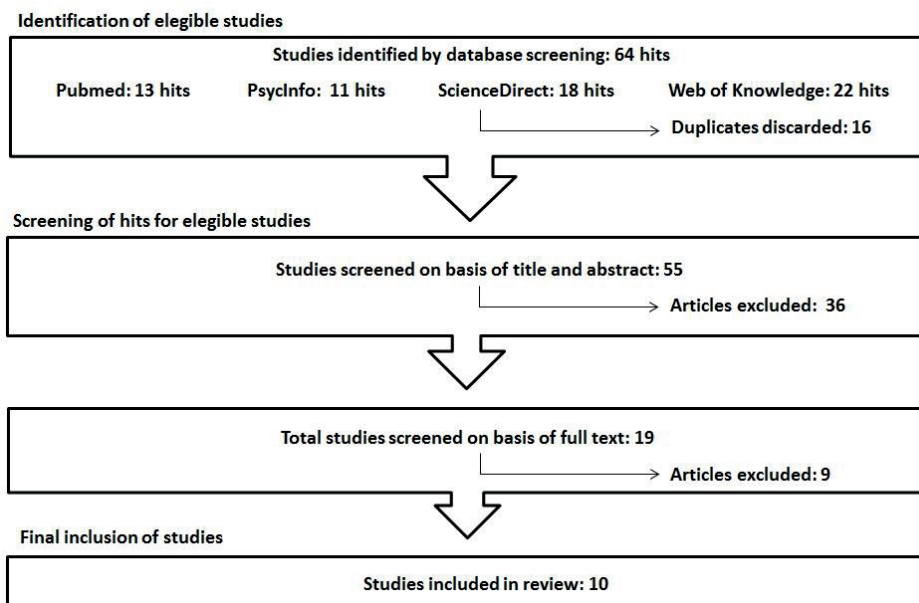 Identification of elegible studies
Studies identified by database screening: 64 hits
Pubmed: 13 hits PsycInfo: 11 hits ScienceDirect: 18 hits Web of Knowledge: 22 hits
Duplicates discarded: 16
Screening of hits for elegible studies
Studies screened on basis of title and abstract: 55
Articles excluded: 36
Total studies screened on basis of full text: 19
Articles excluded: 9
Final inclusion of studies
Studies included in review: 10